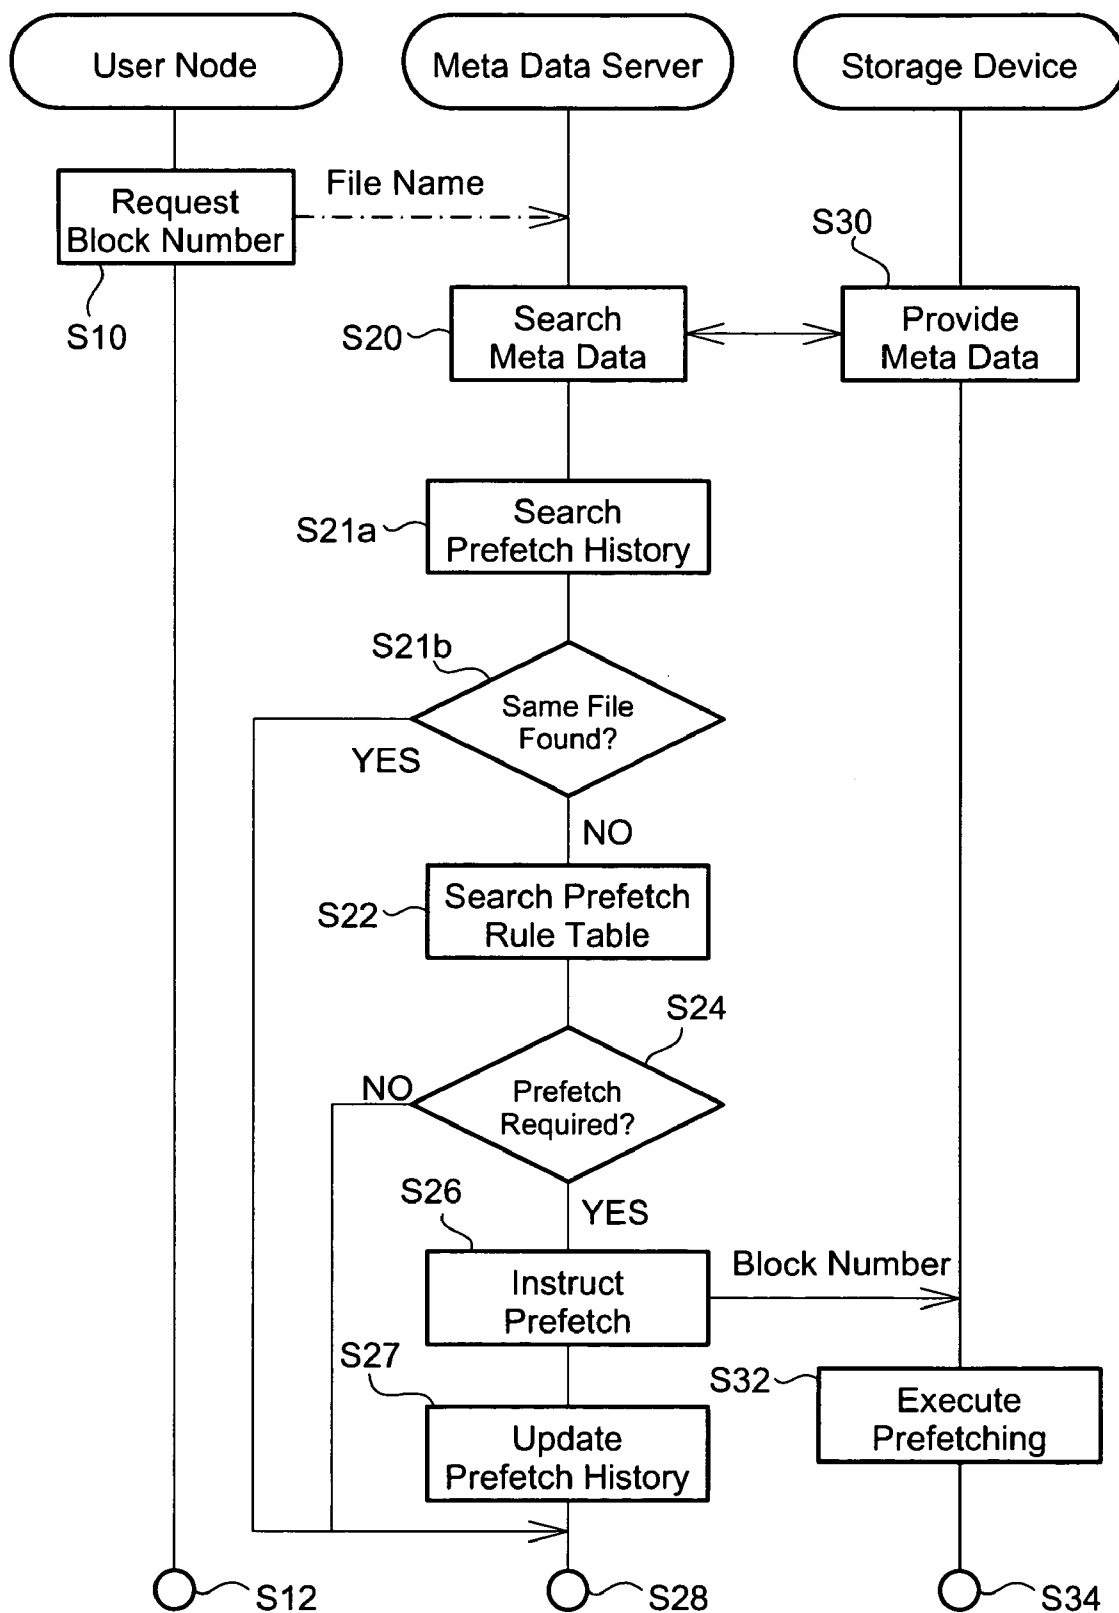 User Node
Meta Data Server
Storage Device
Request
Block Number
File Name
S10
S30
S20
Search
Meta Data
Provide
Meta Data
S21a
Search
Prefetch History
S21b
Same File
Found?
YES
NO
S22
Search Prefetch
Rule Table
S24
NO
Prefetch
Required?
S26
YES
Instruct
Prefetch
Block Number
S27
S32
Execute
Prefetching
Update
Prefetch History
S12
S28
S34